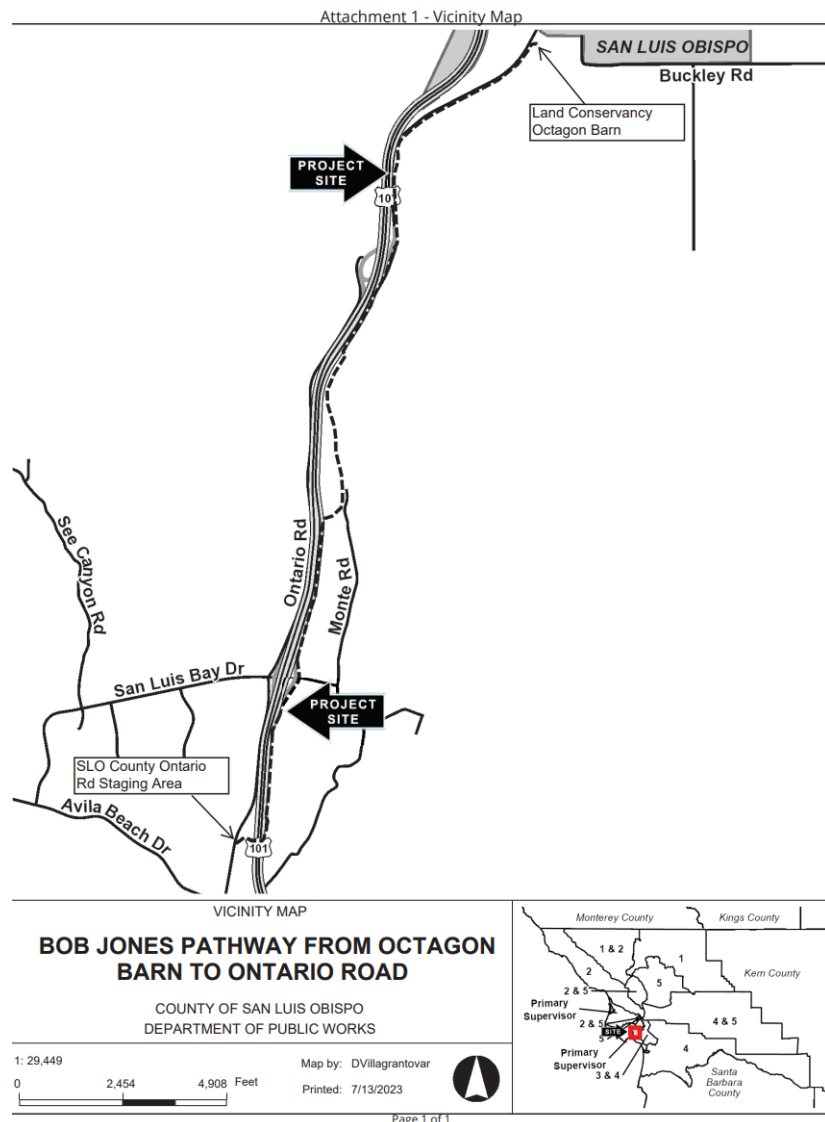 Attachment 1 - Vicinity Map
SAN LUIS OBISPO
Buckley Rd
Land Conservancy
Octagon Barn
PROJECT
SITE
10
See Canyon Rd
Ontario Rd
Monte Rd
San Luis Bay Dr
PROJECT
SITE
SLO County Ontario
Rd Staging Area
Avila Beach Dr
101
VICINITY MAP
BOB JONES PATHWAY FROM OCTAGON
BARN TO ONTARIO ROAD
COUNTY OF SAN LUIS OBISPO
DEPARTMENT OF PUBLIC WORKS
1: 29,449
0 2,454 4,908 Feet
Map by: DVillagrantovar
Printed: 7/13/2023
Monterey County
Kings County
1 & 2
1
2
5
Kern County
2 & 5
Primary
Supervisor
2 & 5
4 & 5
SITE
5
Primary
Supervisor
4
3 & 4
Santa
Barbara
County
Page 1 of 1